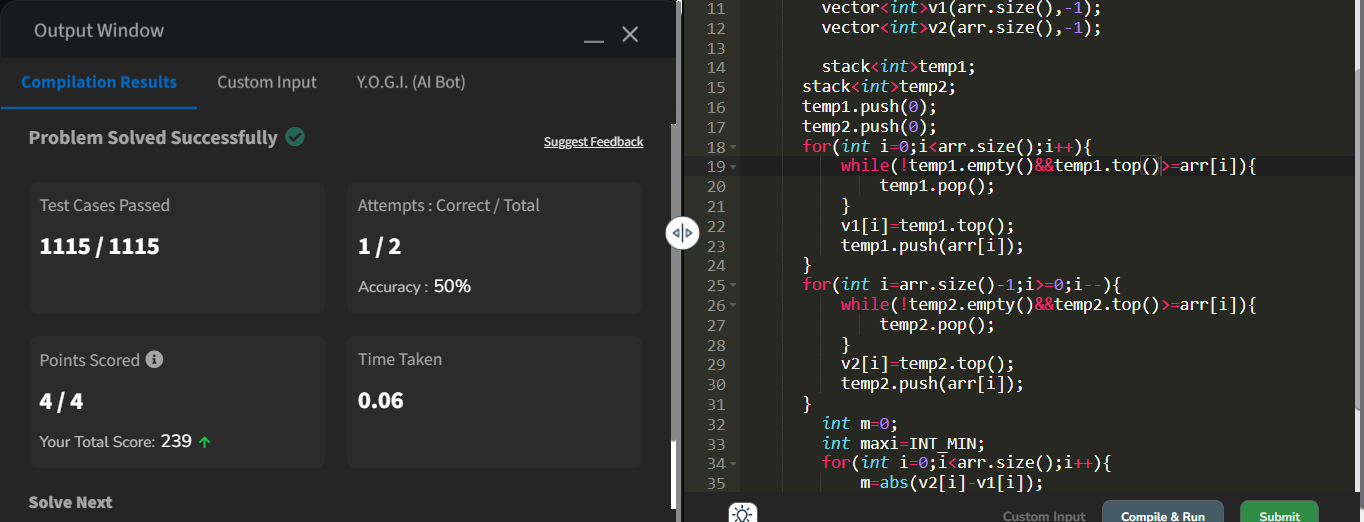 Output Window
Compilation Results
Custom Input
Y.O.G.I. (AI Bot)
Problem Solved Successfully
Suggest Feedback
Test Cases Passed
1115 / 1115
Attempts : Correct / Total
1 / 2
Accuracy : 50%
Points Scored
4 / 4
Your Total Score: 239
Time Taken
0.06
Solve Next
11 vector<int>v1(arr.size(),-1);
12 vector<int>v2(arr.size(),-1);
13
14 stack<int>temp1;
15 stack<int>temp2;
16 temp1.push(0);
17 temp2.push(0);
18 for(int i=0;i<arr.size();i++){
19 while(!temp1.empty()&&temp1.top()>=arr[i]){
20 temp1.pop();
21 }
22 v1[i]=temp1.top();
23 temp1.push(arr[i]);
24 }
25 for(int i=arr.size()-1;i>=0;i--){
26 while(!temp2.empty()&&temp2.top()>=arr[i]){
27 temp2.pop();
28 }
29 v2[i]=temp2.top();
30 temp2.push(arr[i]);
31 }
32 int m=0;
33 int maxi=INT_MIN;
34 for(int i=0;i<arr.size();i++){
35 m=abs(v2[i]-v1[i]);
Custom Input
Compile & Run
Submit